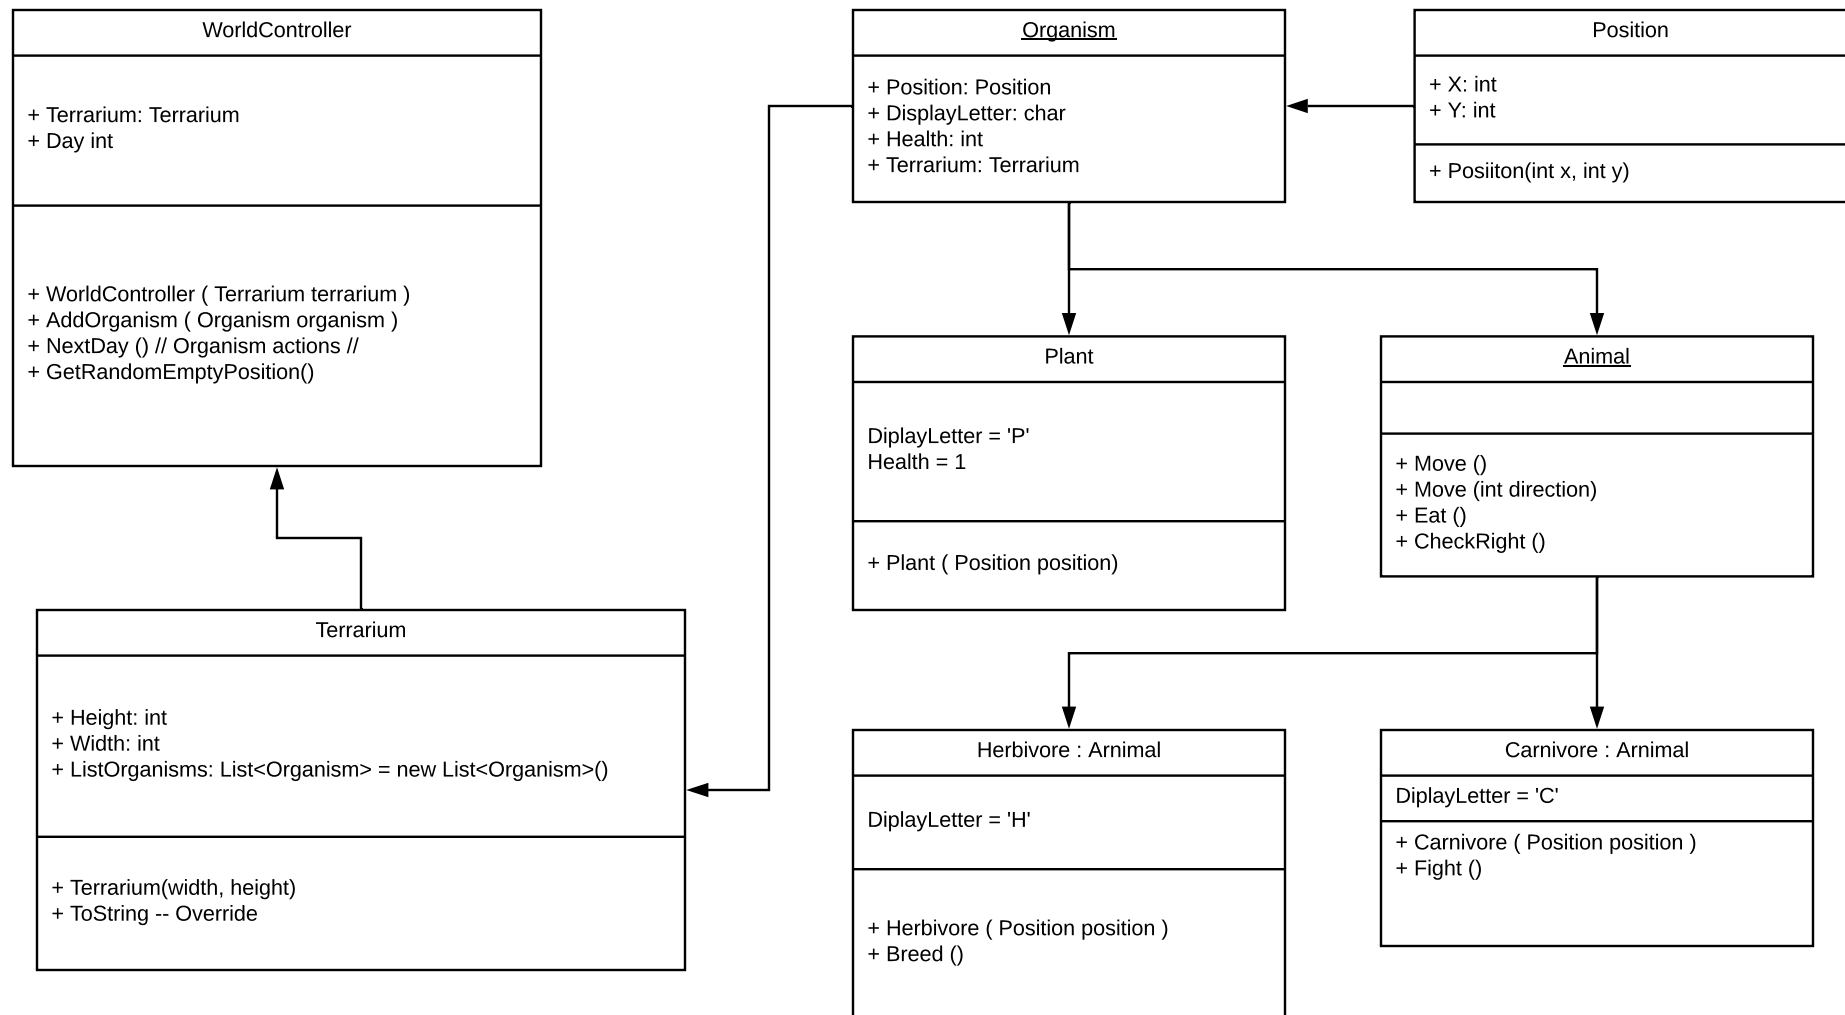 WorldController
+ Terrarium: Terrarium
+ Day int
+ WorldController ( Terrarium terrarium )
+ AddOrganism ( Organism organism )
+ NextDay () // Organism actions //
+ GetRandomEmptyPosition()
Organism
+ Position: Position
+ DisplayLetter: char
+ Health: int
+ Terrarium: Terrarium
Position
+ X: int
+ Y: int
+ Posiiton(int x, int y)
Plant
DiplayLetter = 'P'
Health = 1
+ Plant ( Position position)
Animal
+ Move ()
+ Move (int direction)
+ Eat ()
+ CheckRight ()
Terrarium
+ Height: int
+ Width: int
+ ListOrganisms: List<Organism> = new List<Organism>()
+ Terrarium(width, height)
+ ToString -- Override
Herbivore : Arnimal
DiplayLetter = 'H'
+ Herbivore ( Position position )
+ Breed ()
Carnivore : Arnimal
DiplayLetter = 'C'
+ Carnivore ( Position position )
+ Fight ()